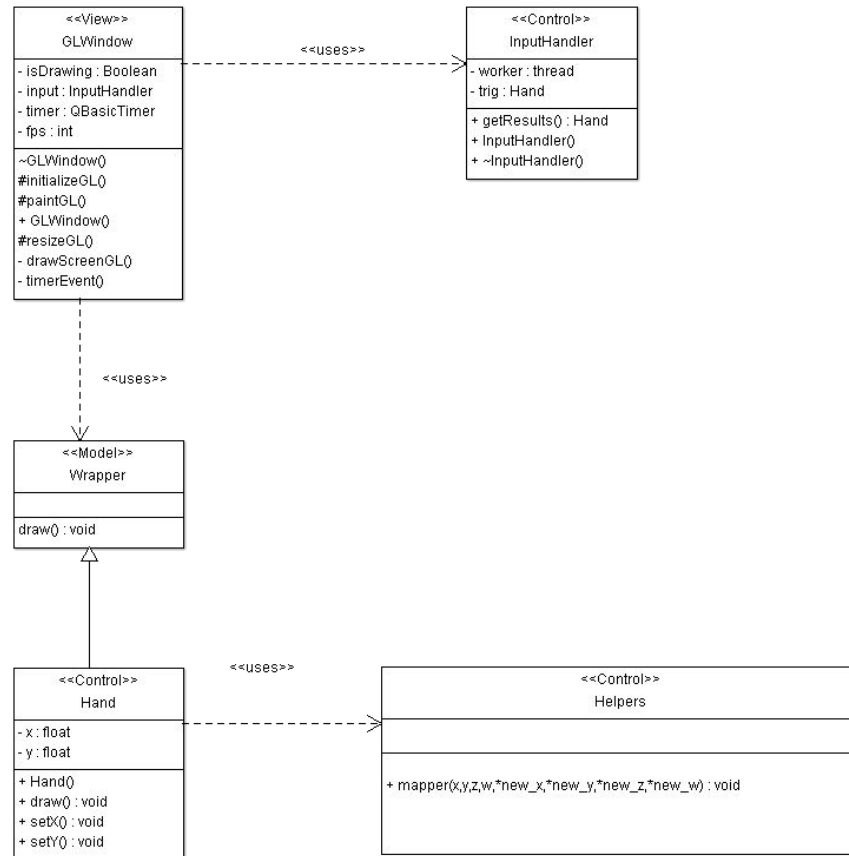 <<View>>
GLWindow
- isDrawing : Boolean
- input : InputHandler
- timer : QBasicTimer
- fps : int
~GLWindow()
#initializeGL()
#paintGL()
+ GLWindow()
#resizeGL()
- drawScreenGL()
- timerEvent()
<<uses>>
<<Control>>
InputHandler
- worker : thread
- trig : Hand
+ getResults() : Hand
+ InputHandler()
+ ~InputHandler()
<<uses>>
<<Model>>
Wrapper
draw() : void
<<Control>>
Hand
- x : float
- y : float
+ Hand()
+ draw() : void
+ setX() : void
+ setY() : void
<<uses>>
<<Control>>
Helpers
+ mapper(x,y,z,w,*new_x,*new_y,*new_z,*new_w) : void